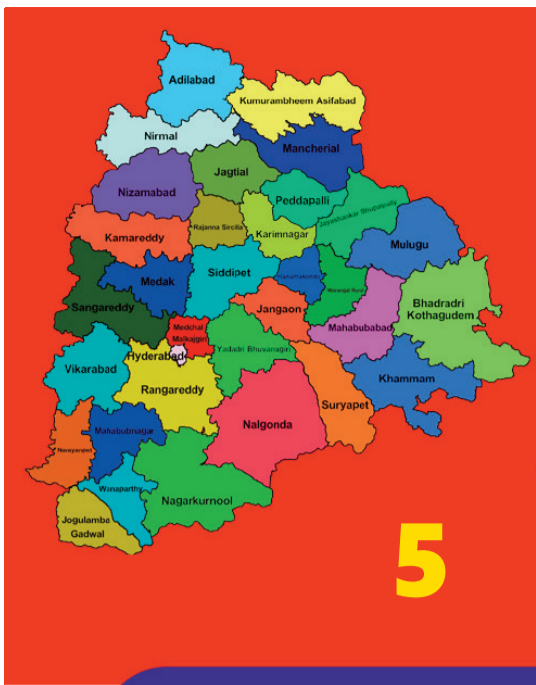 Adilabad
Kumurambheem Asifabad
Nirmal
Mancherial
Jagtial
Nizamabad
Peddapalli
Jayashankar Bhupalpally
Rajanna Sircilla
Karimnagar
Kamareddy
Mulugu
Siddipet
Hanumakonda
Medak
Warangal Rural
Sangareddy
Jangaon
Bhadradri
Kothagudem
Mahabubabad
Medchal
Malkajgiri
Yadadri Bhuvanagiri
Hyderabad
Vikarabad
Khammam
Rangareddy
Suryapet
Nalgonda
Mahabubnagar
Narayanpet
Wanaparthy
Nagarkurnool
Jogulamba
Gadwal
5